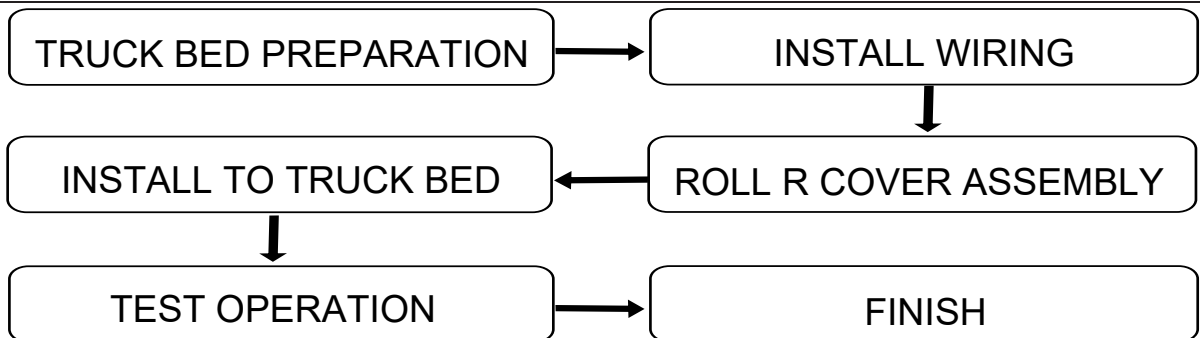 TRUCK BED PREPARATION
INSTALL WIRING
ROLL R COVER ASSEMBLY
INSTALL TO TRUCK BED
TEST OPERATION
FINISH